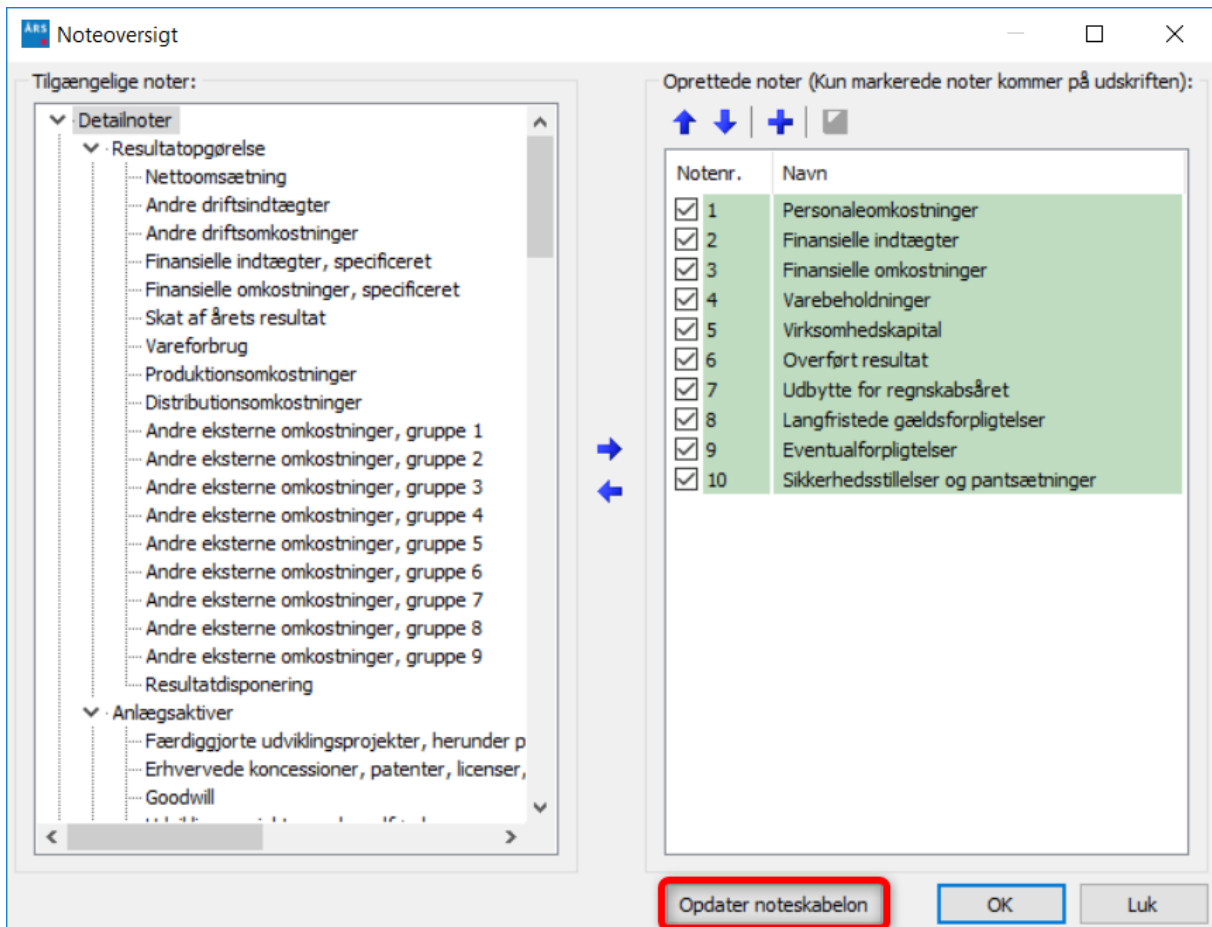 ÅRS
Noteoversigt
Tilgængelige noter:
Detailnoter
Resultatopgørelse
Nettoomsætning
Andre driftsindtægter
Andre driftsomkostninger
Finansielle indtægter, specificeret
Finansielle omkostninger, specificeret
Skat af årets resultat
Vareforbrug
Produktionsomkostninger
Distributionsomkostninger
Andre eksterne omkostninger, gruppe 1
Andre eksterne omkostninger, gruppe 2
Andre eksterne omkostninger, gruppe 3
Andre eksterne omkostninger, gruppe 4
Andre eksterne omkostninger, gruppe 5
Andre eksterne omkostninger, gruppe 6
Andre eksterne omkostninger, gruppe 7
Andre eksterne omkostninger, gruppe 8
Andre eksterne omkostninger, gruppe 9
Resultatdisponering
Anlægsaktiver
Færdiggjorte udviklingsprojekter, herunder p
Erhvervede koncessioner, patenter, licenser,
Goodwill
Oprettede noter (Kun markerede noter kommer på udskriften):
Notenr. Navn
1 Personaleomkostninger
2 Finansielle indtægter
3 Finansielle omkostninger
4 Varebeholdninger
5 Virksomhedskapital
6 Overført resultat
7 Udbytte for regnskabsåret
8 Langfristede gældsforpligtelser
9 Eventualforpligtelser
10 Sikkerhedsstillelser og pantsætninger
Opdater noteskabelon OK Luk